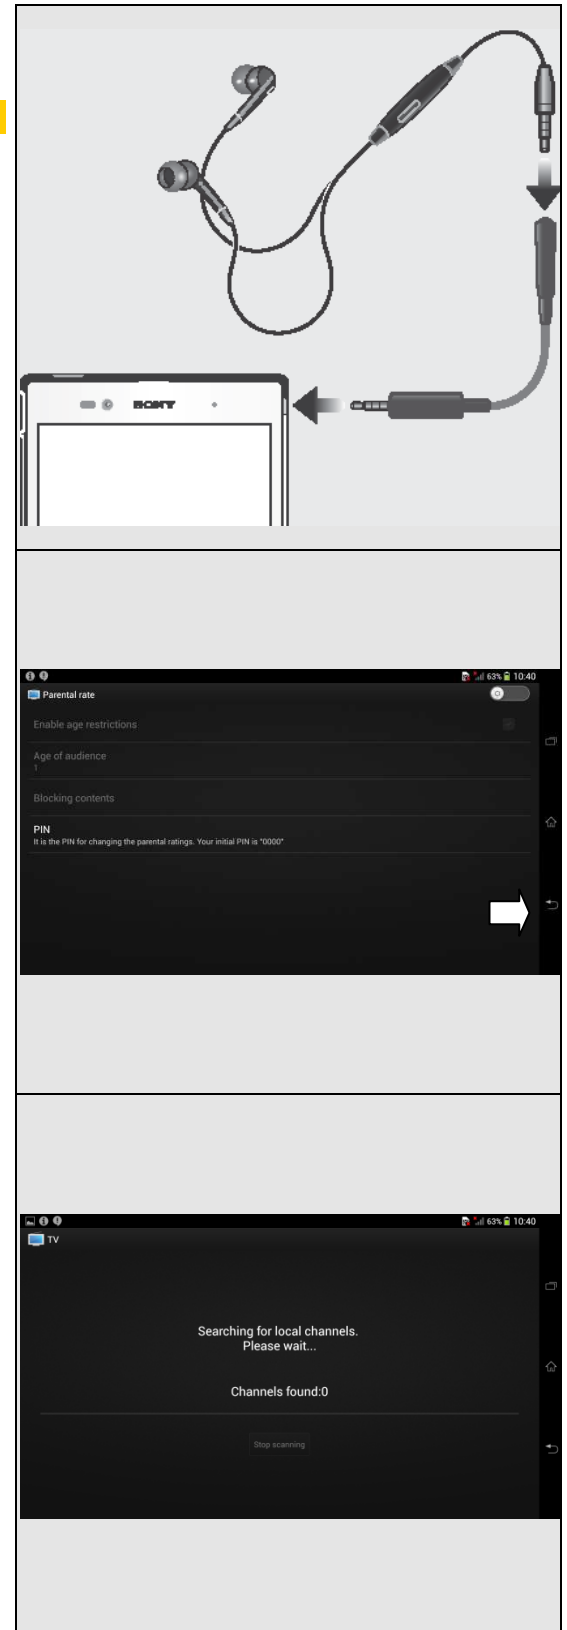 SONY
63% 10:40
Parental rate
Enable age restrictions
Age of audience
1
Blocking contents
PIN
It is the PIN for changing the parental ratings. Your initial PIN is "0000"
63% 10:40
TV
Searching for local channels.
Please wait...
Channels found:0
Stop scanning